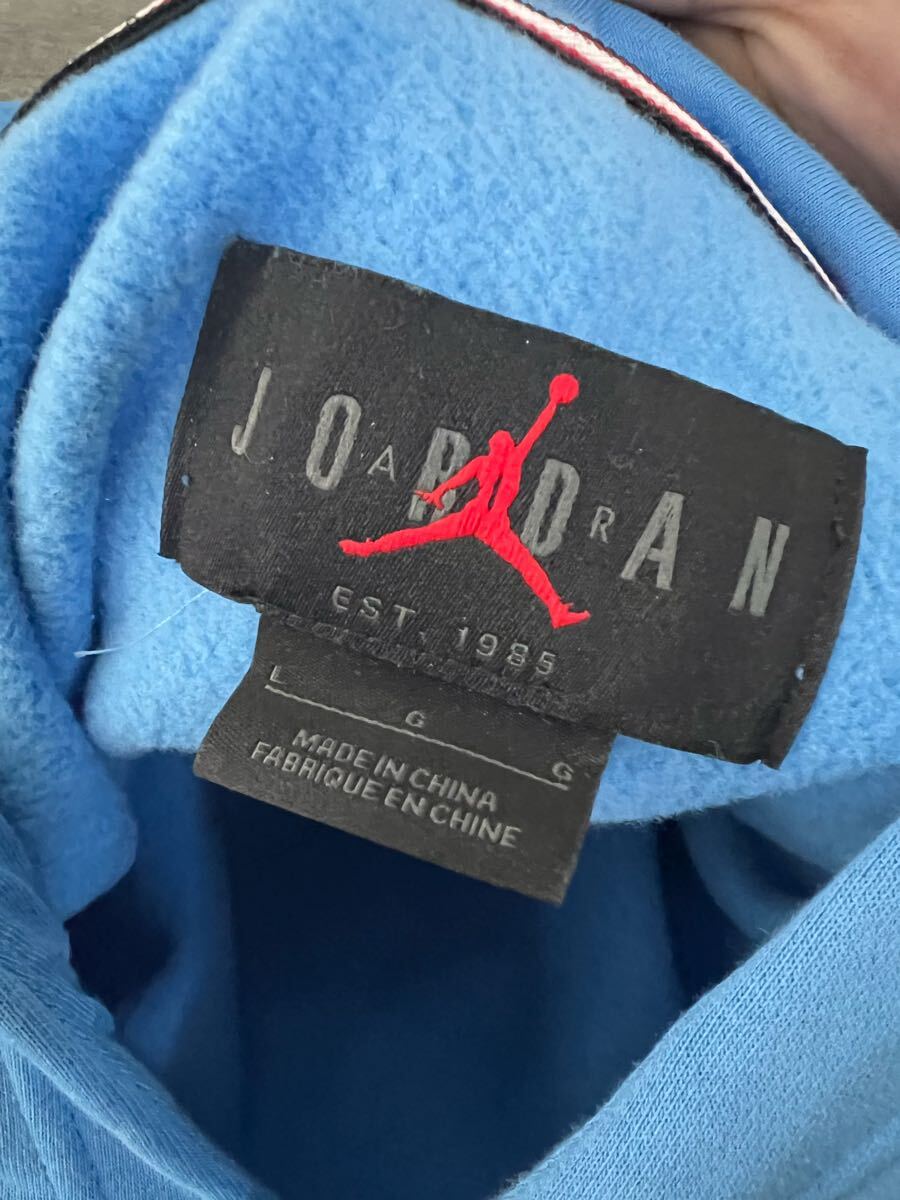 JORDAN
AIR
EST. 1985
L G G
MADE IN CHINA
FABRIQUE EN CHINE